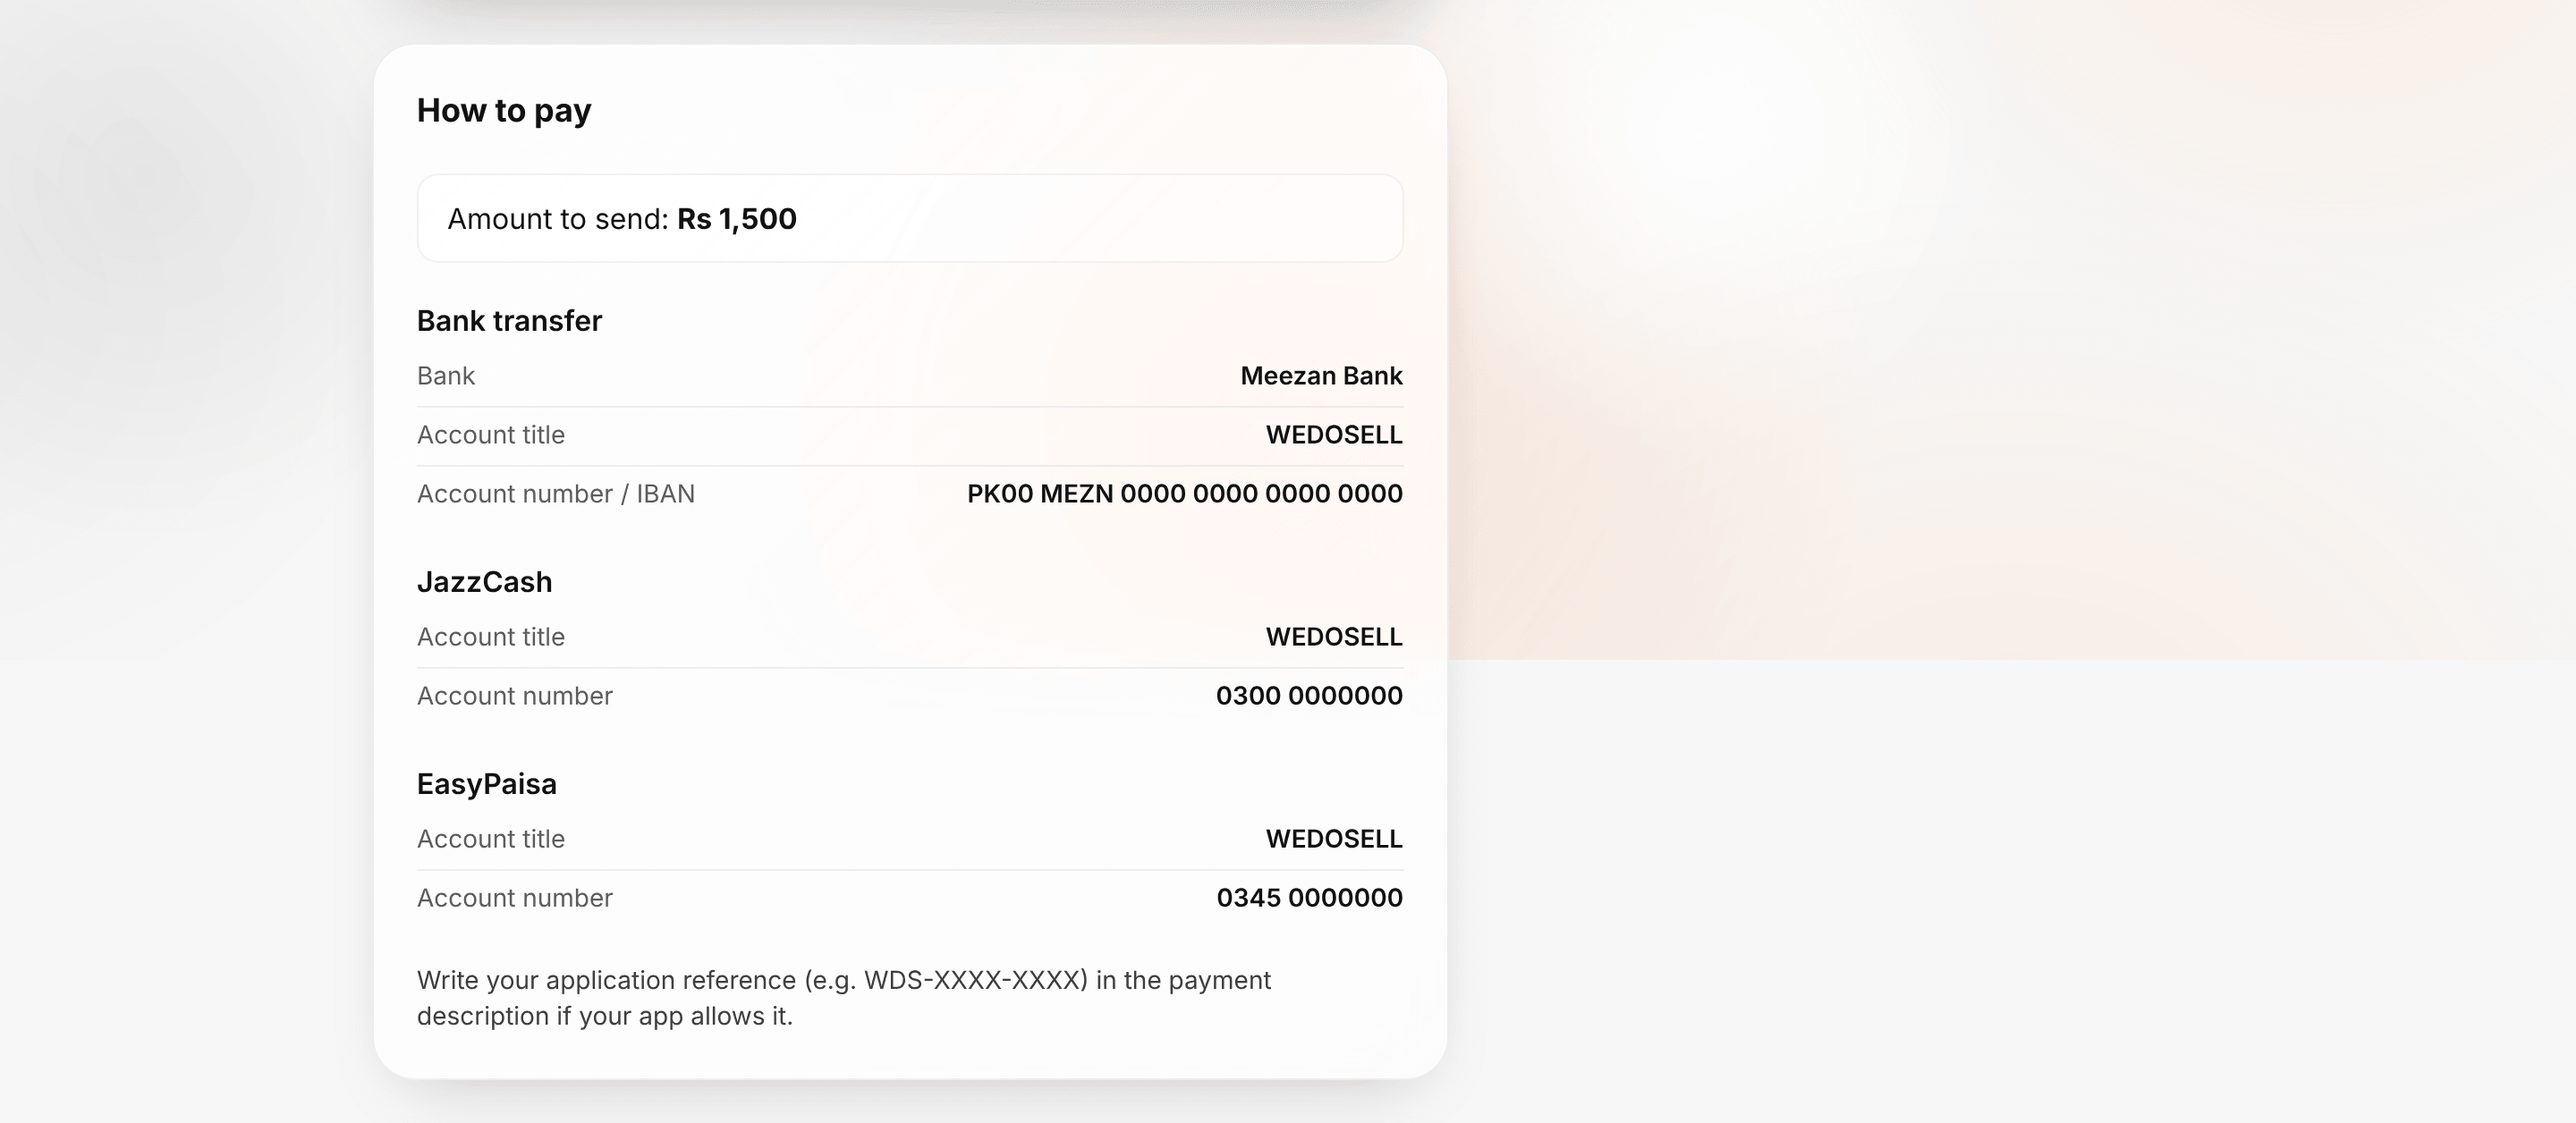 How to pay
Amount to send: Rs 1,500
Bank transfer
Bank Meezan Bank
Account title WEDOSELL
Account number / IBAN PK00 MEZN 0000 0000 0000 0000
JazzCash
Account title WEDOSELL
Account number 0300 0000000
EasyPaisa
Account title WEDOSELL
Account number 0345 0000000
Write your application reference (e.g. WDS-XXXX-XXXX) in the payment
description if your app allows it.